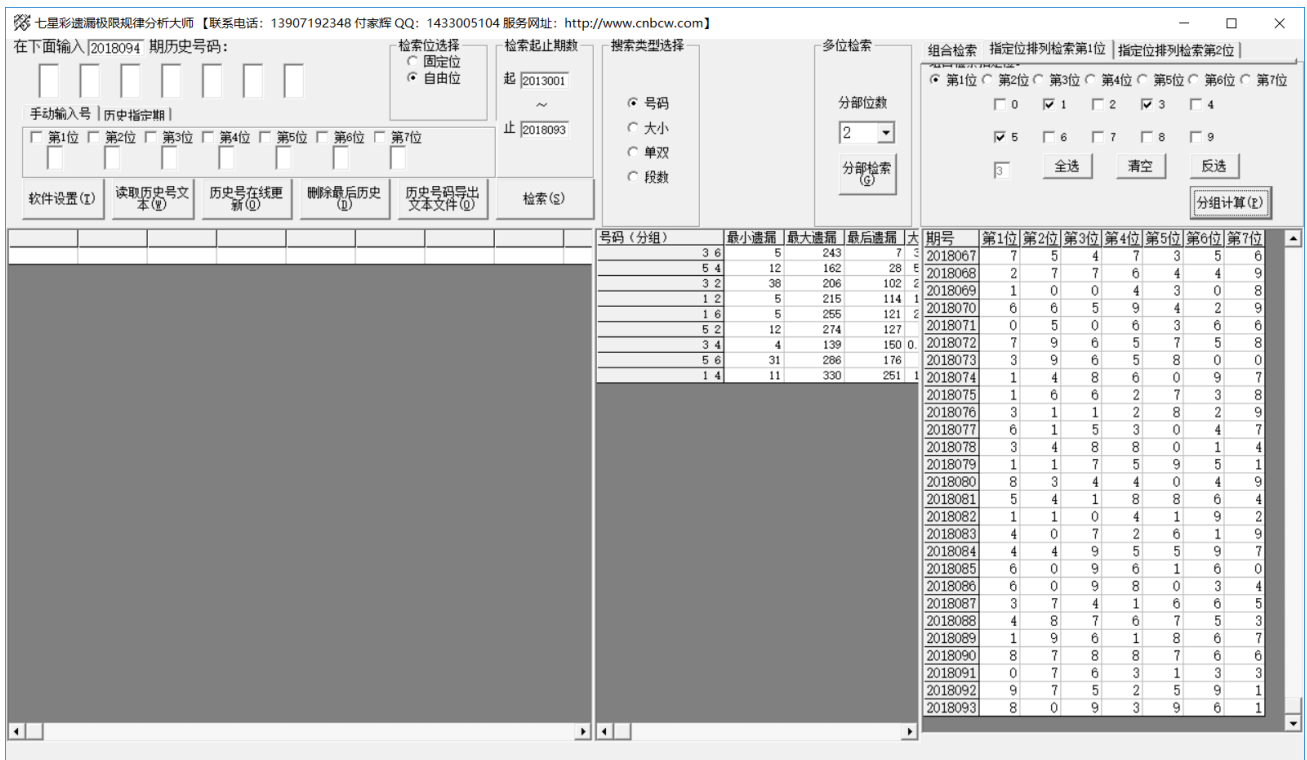 七星彩遗漏极限规律分析大师 【联系电话：13907192348 付家辉 QQ：1433005104 服务网址：http://www.cnbcw.com】
在下面输入 2018094 期历史号码：
手动输入号 历史指定期
第1位 第2位 第3位 第4位 第5位 第6位 第7位
检索位选择
固定位
自由位
检索起止期数
起 2013001
～
止 2018093
软件设置(I) 读取历史号文本(W) 历史号在线更新(O) 删除最后历史(D) 历史号码导出文本文件(O) 检索(S)
搜索类型选择
号码
大小
单双
段数
多位检索
分部位数
2
分部检索(G)
组合检索 指定位排列检索第1位 指定位排列检索第2位
第1位 第2位 第3位 第4位 第5位 第6位 第7位
0 1 2 3 4
5 6 7 8 9
3 全选 清空 反选
分组计算(P)
号码（分组） 最小遗漏 最大遗漏 最后遗漏 大
3 6 5 243 7 3
5 4 12 162 28 5
3 2 38 206 102 2
1 2 5 215 114 1
1 6 5 255 121 2
5 2 12 274 127
3 4 4 139 150 0.
5 6 31 286 176
1 4 11 330 251 1
期号 第1位 第2位 第3位 第4位 第5位 第6位 第7位
2018067 7 5 4 7 3 5 6
2018068 2 7 7 6 4 4 9
2018069 1 0 0 4 3 0 8
2018070 6 6 5 9 4 2 9
2018071 0 5 0 6 3 6 6
2018072 7 9 6 5 7 5 8
2018073 3 9 6 5 8 0 0
2018074 1 4 8 6 0 9 7
2018075 1 6 6 2 7 3 8
2018076 3 1 1 2 8 2 9
2018077 6 1 5 3 0 4 7
2018078 3 4 8 8 0 1 4
2018079 1 1 7 5 9 5 1
2018080 8 3 4 4 0 4 9
2018081 5 4 1 8 8 6 4
2018082 1 1 0 4 1 9 2
2018083 4 0 7 2 6 1 9
2018084 4 4 9 5 5 9 7
2018085 6 0 9 6 1 6 0
2018086 6 0 9 8 0 3 4
2018087 3 7 4 1 6 6 5
2018088 4 8 7 6 7 5 3
2018089 1 9 6 1 8 6 7
2018090 8 7 8 8 7 6 6
2018091 0 7 6 3 1 3 3
2018092 9 7 5 2 5 9 1
2018093 8 0 9 3 9 6 1